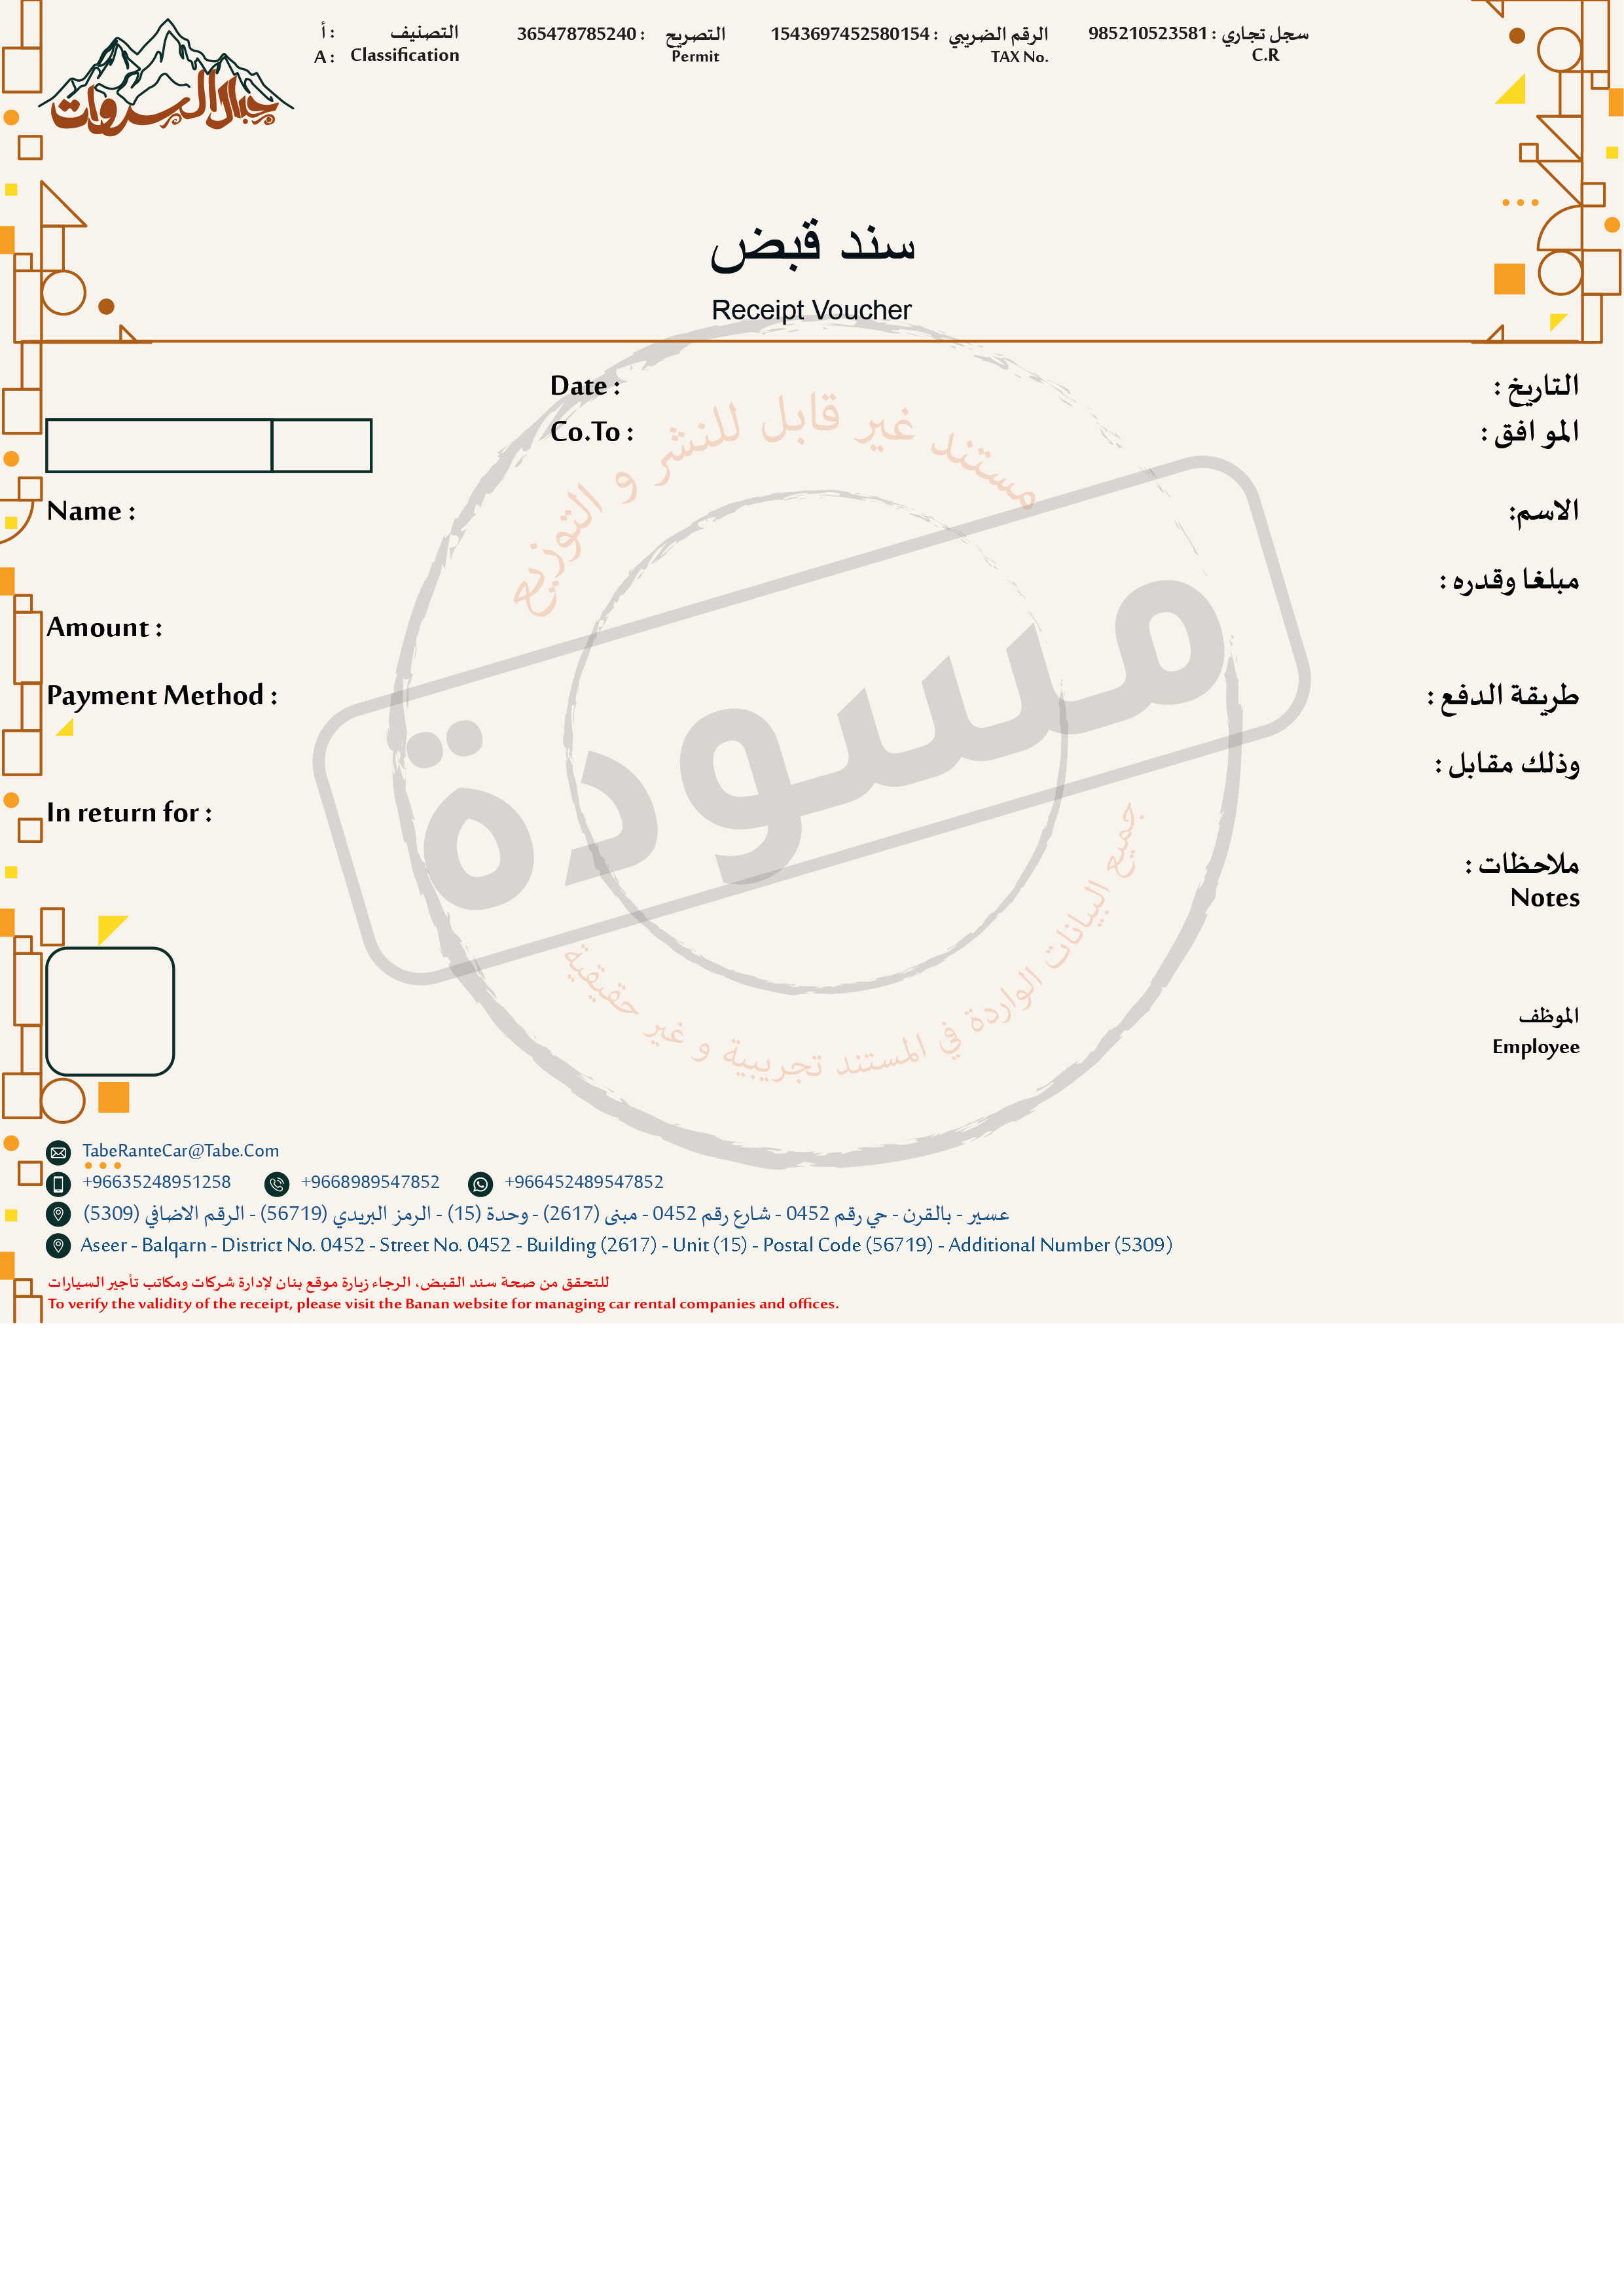 جبال السروات
سجل تجاري : 985210523581
C.R
الرقم الضريبي : 1543697452580154
TAX No.
التصريح : 365478785240
Permit
التصنيف : أ
Classification : A
سند قبض
Receipt Voucher
التاريخ :
Date :
الموافق :
Co.To :
الاسم:
Name :
مبلغا وقدره :
Amount :
طريقة الدفع :
Payment Method :
وذلك مقابل :
In return for :
ملاحظات :
Notes
الموظف
Employee
مستند غير قابل للنشر و التوزيع
مسودة
جميع البيانات الواردة في المستند تجريبية و غير حقيقية
TabeRanteCar@Tabe.Com
+96635248951258 +9668989547852 +966452489547852
عسير - بالقرن - حي رقم 0452 - شارع رقم 0452 - مبنى (2617) - وحدة (15) - الرمز البريدي (56719) - الرقم الاضافي (5309)
Aseer - Balqarn - District No. 0452 - Street No. 0452 - Building (2617) - Unit (15) - Postal Code (56719) - Additional Number (5309)
للتحقق من صحة سند القبض، الرجاء زيارة موقع بنان لإدارة شركات ومكاتب تأجير السيارات
To verify the validity of the receipt, please visit the Banan website for managing car rental companies and offices.